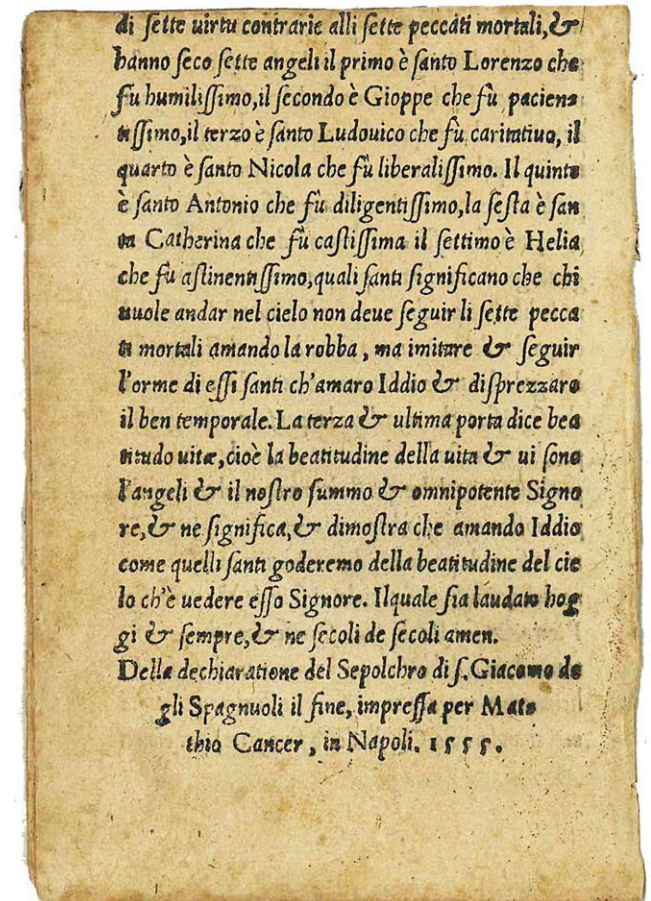 di sette uirtu contrarie alli sette peccati mortali, &
hanno seco sette angeli il primo è santo Lorenzo che
fu humilissimo, il secondo è Gioppe che fù pacien
tissimo, il terzo è santo Ludouico che fù caritatiuo, il
quarto è santo Nicola che fù liberalissimo. Il quinto
è santo Antonio che fù diligentissimo, la sesta è san
ta Catherina che fù castissima il settimo è Helia
che fu astinentissimo, quali santi significano che chi
uuole andar nel cielo non deue seguir li sette pecca
ti mortali amando la robba, ma imitare & seguir
l'orme di essi santi ch'amaro Iddio & disprezzaro
il ben temporale. La terza & ultima porta dice bea
titudo uitæ, cioè la beatitudine della uita & ui sono
l'angeli & il nostro summo & omnipotente Signo
re, & ne significa, & dimostra che amando Iddio
come quelli santi goderemo della beatitudine del cie
lo ch'è uedere esso Signore. Ilquale sia laudato hog
gi & sempre, & ne secoli de secoli amen.
Della dechiaratione del Sepolchro di s. Giacomo de
gli Spagnuoli il fine, impressa per Mat
thio Cancer, in Napoli. 1555.